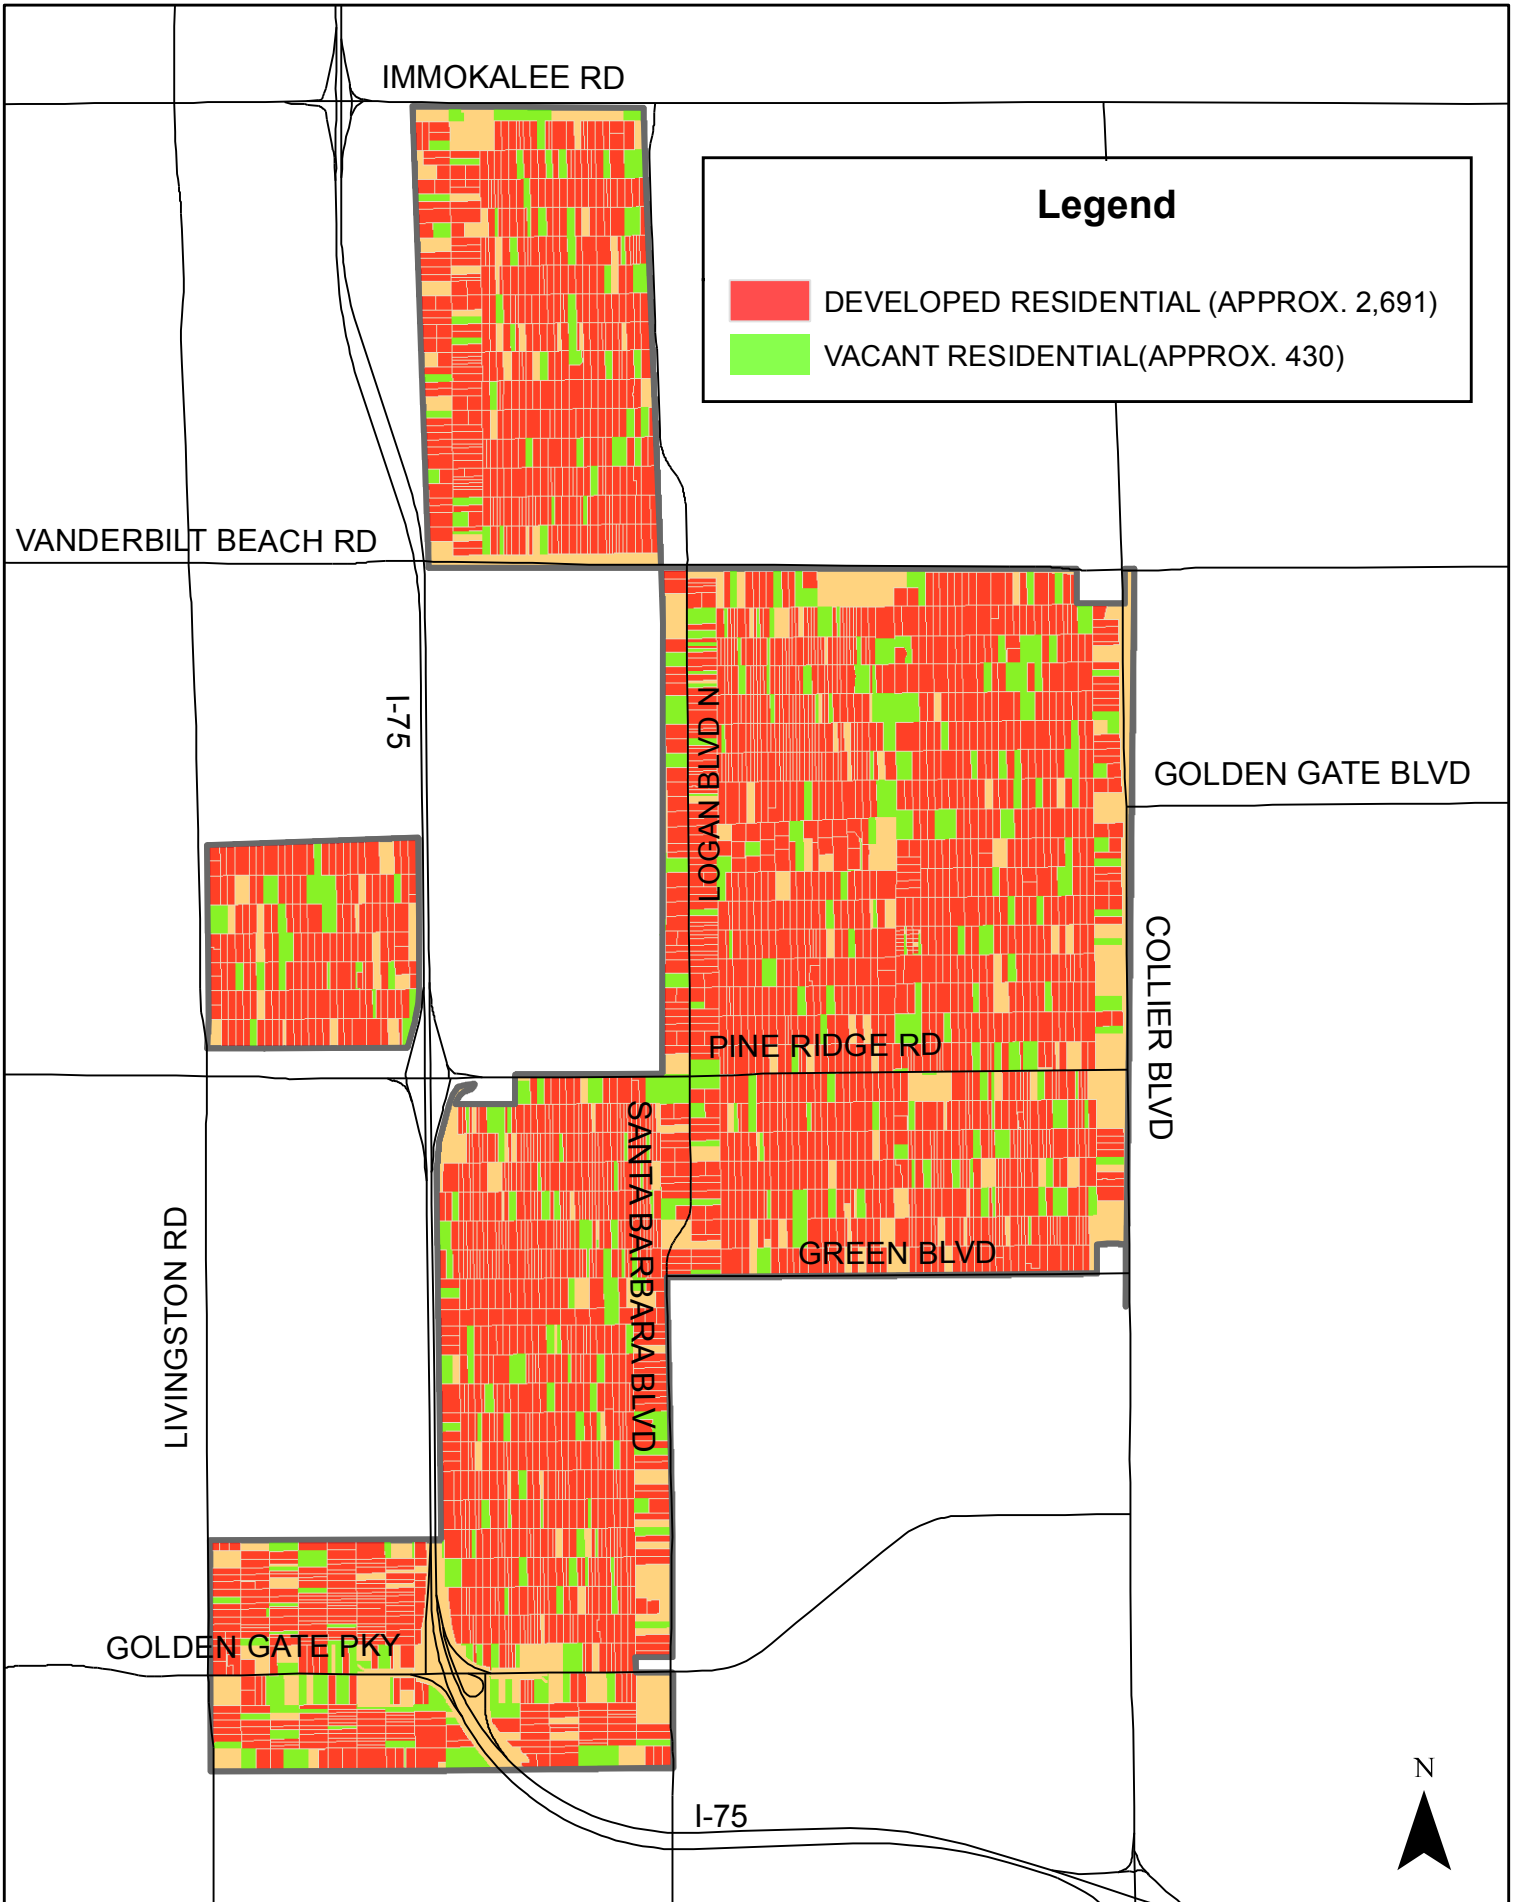 IMMOKALEE RD
Legend
DEVELOPED RESIDENTIAL (APPROX. 2,691)
VACANT RESIDENTIAL(APPROX. 430)
VANDERBILT BEACH RD
I-75
LOGAN BLVD N
GOLDEN GATE BLVD
COLLIER BLVD
PINE RIDGE RD
SANTA BARBARA BLVD
LIVINGSTON RD
GREEN BLVD
GOLDEN GATE PKY
I-75
N